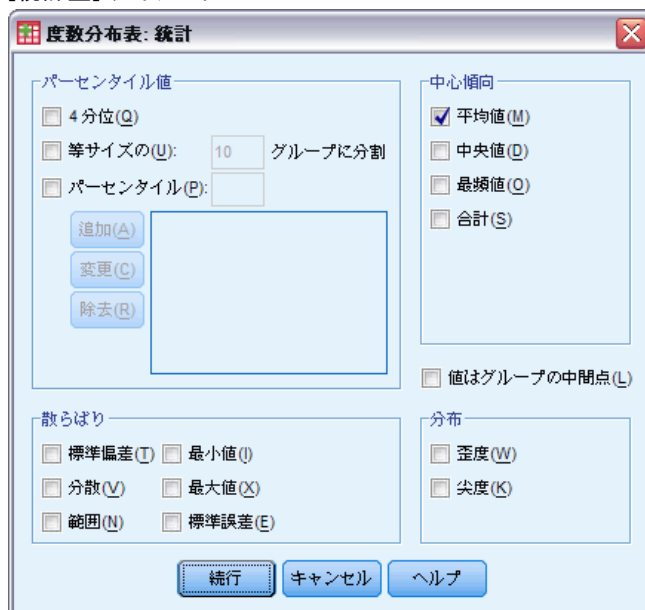 度数分布表: 統計
パーセンタイル値
4 分位(Q)
等サイズの(U): 10 グループに分割
パーセンタイル(P):
追加(A)
変更(C)
除去(R)
中心傾向
平均値(M)
中央値(D)
最頻値(O)
合計(S)
値はグループの中間点(L)
散らばり
標準偏差(T) 最小値(I)
分散(V) 最大値(X)
範囲(N) 標準誤差(E)
分布
歪度(W)
尖度(K)
続行 キャンセル ヘルプ